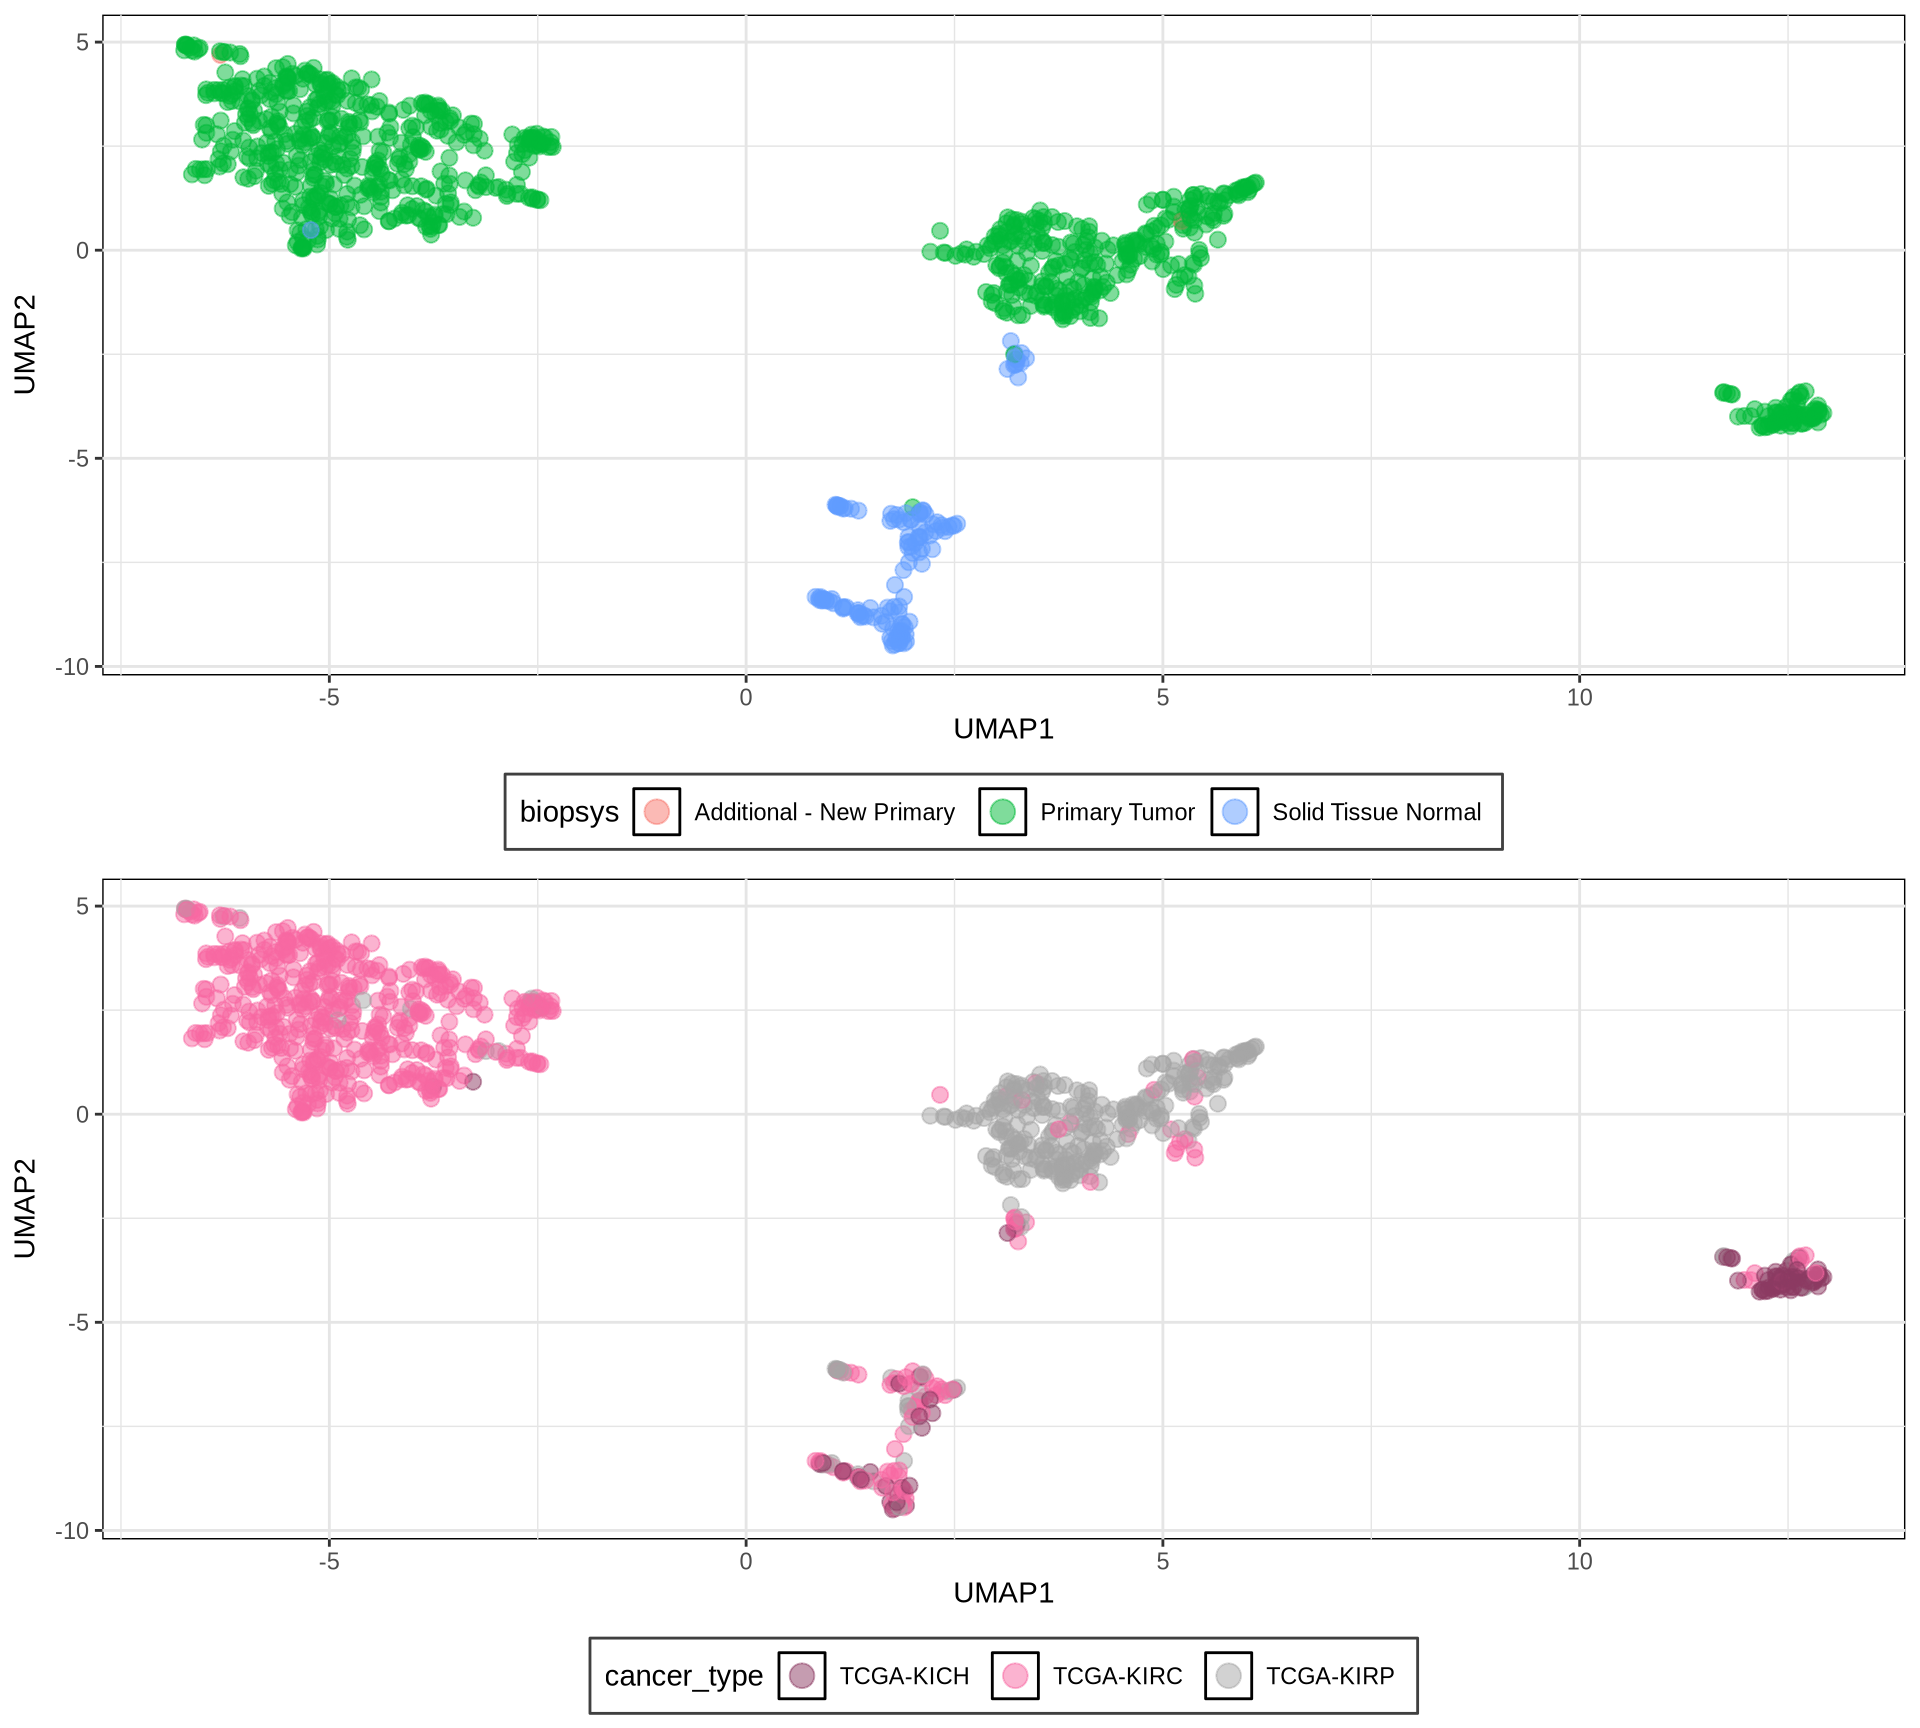 5
0
-5
-10
UMAP2
-5 0 5 10
UMAP1
biopsys Additional - New Primary Primary Tumor Solid Tissue Normal
5
0
-5
-10
UMAP2
-5 0 5 10
UMAP1
cancer_type TCGA-KICH TCGA-KIRC TCGA-KIRP